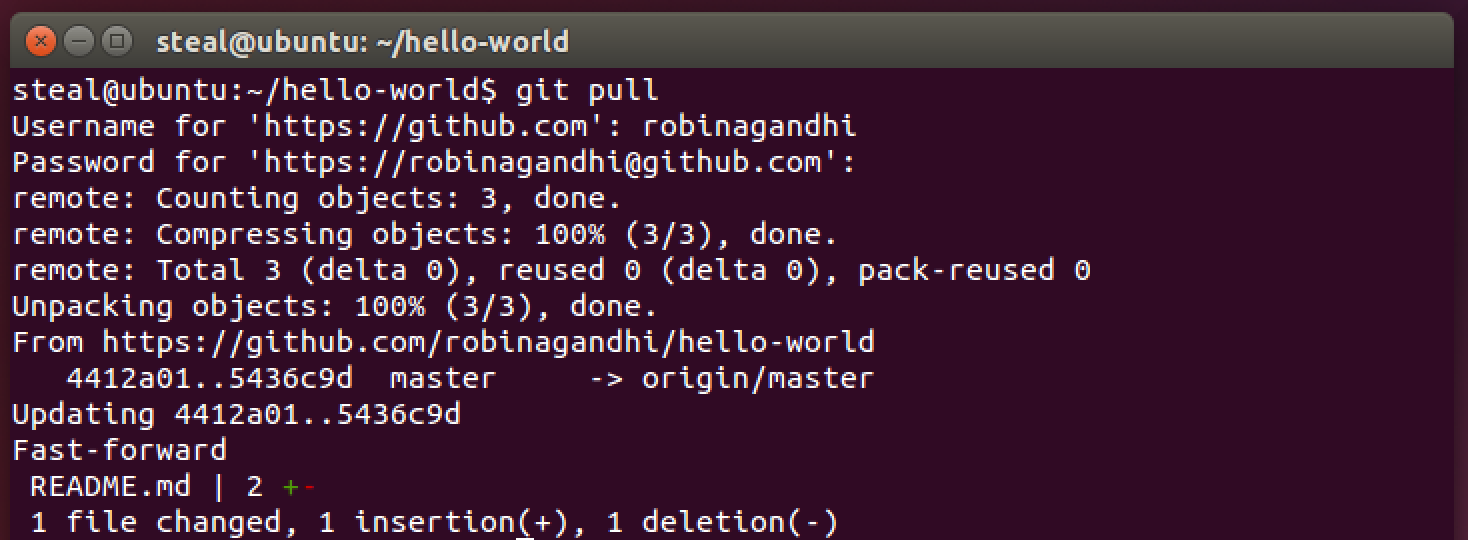 steal@ubuntu: ~/hello-world
steal@ubuntu:~/hello-world$ git pull
Username for 'https://github.com': robinagandhi
Password for 'https://robinagandhi@github.com':
remote: Counting objects: 3, done.
remote: Compressing objects: 100% (3/3), done.
remote: Total 3 (delta 0), reused 0 (delta 0), pack-reused 0
Unpacking objects: 100% (3/3), done.
From https://github.com/robinagandhi/hello-world
   4412a01..5436c9d  master     -> origin/master
Updating 4412a01..5436c9d
Fast-forward
 README.md | 2 +-
 1 file changed, 1 insertion(+), 1 deletion(-)